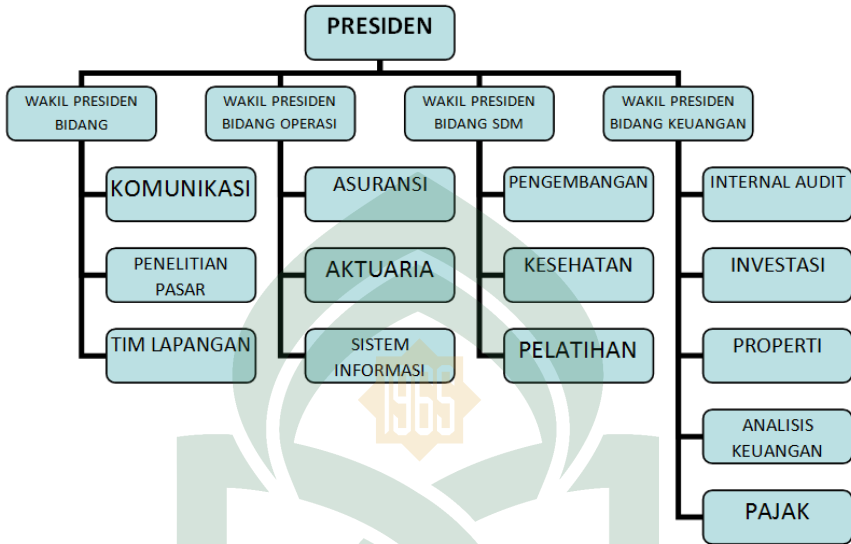 PRESIDEN
WAKIL PRESIDEN
BIDANG
WAKIL PRESIDEN
BIDANG OPERASI
WAKIL PRESIDEN
BIDANG SDM
WAKIL PRESIDEN
BIDANG KEUANGAN
KOMUNIKASI
PENELITIAN
PASAR
TIM LAPANGAN
ASURANSI
AKTUARIA
SISTEM
INFORMASI
PENGEMBANGAN
KESEHATAN
PELATIHAN
INTERNAL AUDIT
INVESTASI
PROPERTI
ANALISIS
KEUANGAN
PAJAK
1965